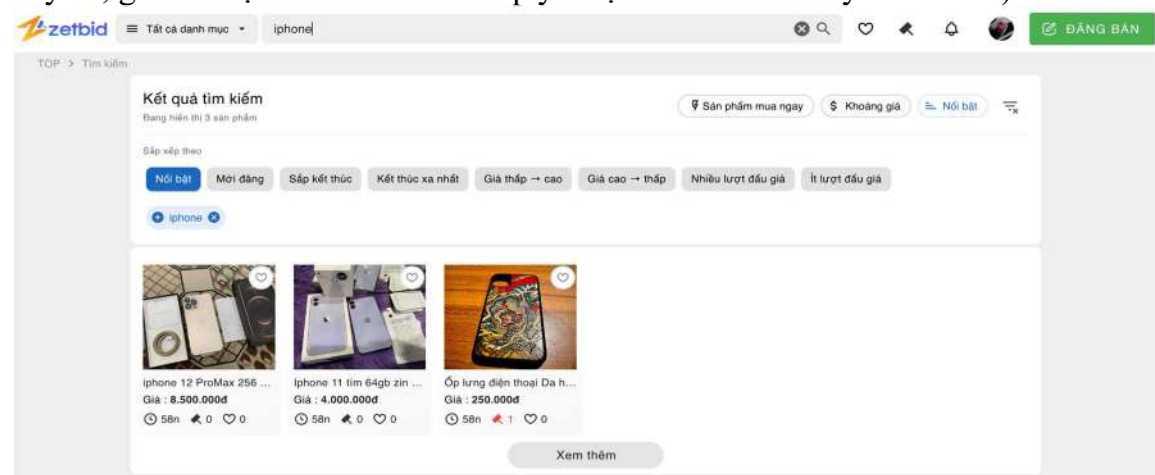 zetbid Tất cả danh mục iphone ĐĂNG BÁN
TOP > Tìm kiếm
Kết quả tìm kiếm
Sản phẩm mua ngay $ Khoảng giá Nổi bật
Đang hiển thị 3 sản phẩm
Sắp xếp theo
Nổi bật Mới đăng Sắp kết thúc Kết thúc xa nhất Giá thấp → cao Giá cao → thấp Nhiều lượt đấu giá Ít lượt đấu giá
iphone
iphone 12 ProMax 256 ... Iphone 11 tím 64gb zin ... Ốp lưng điện thoại Da h...
Giá : 8.500.000đ Giá : 4.000.000đ Giá : 250.000đ
58n 0 0 58n 0 0 58n 1 0
Xem thêm